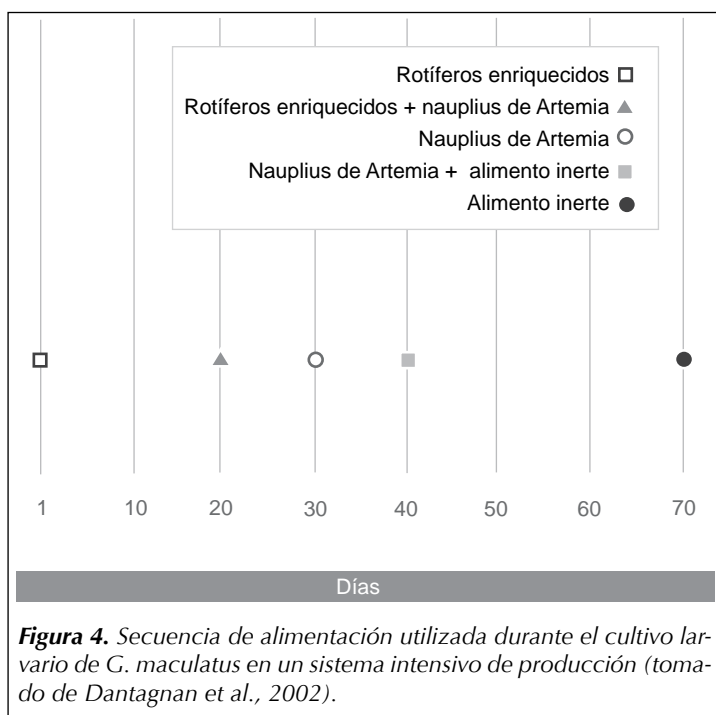 Rotíferos enriquecidos
Rotíferos enriquecidos + nauplius de Artemia
Nauplius de Artemia
Nauplius de Artemia + alimento inerte
Alimento inerte
1 10 20 30 40 50 60 70
Días
Figura 4. Secuencia de alimentación utilizada durante el cultivo lar-
vario de G. maculatus en un sistema intensivo de producción (toma-
do de Dantagnan et al., 2002).